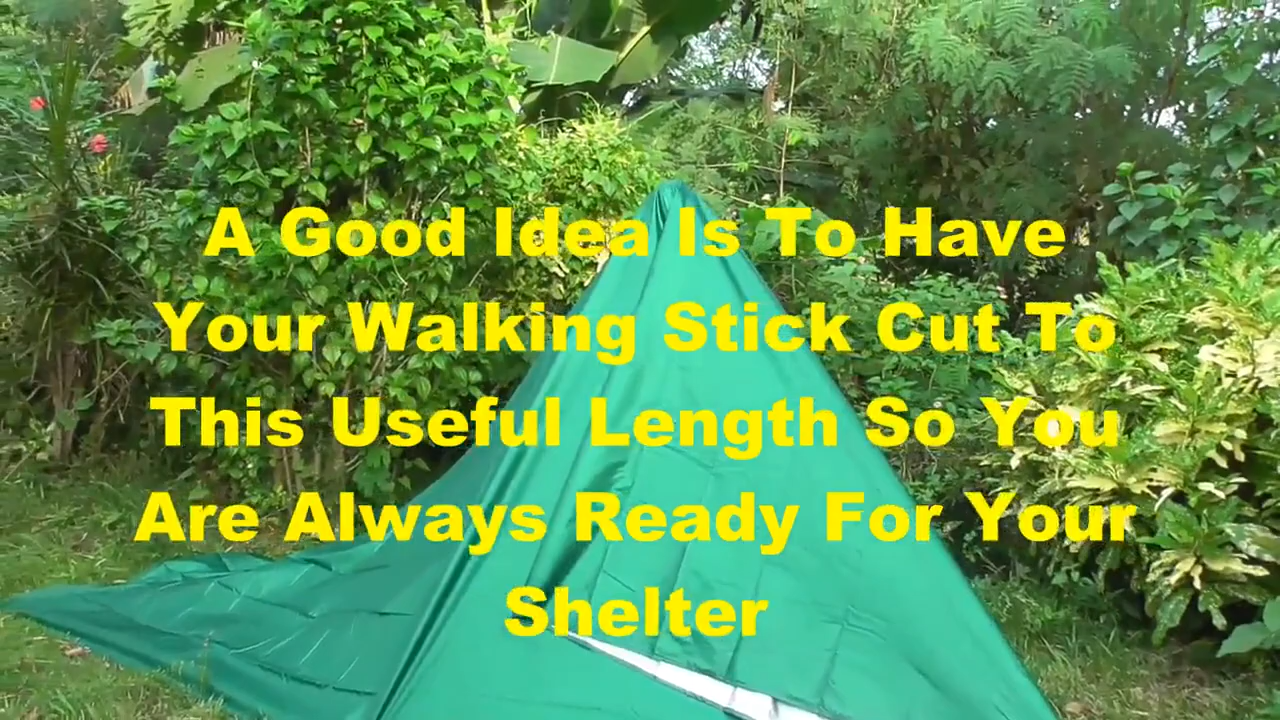 A Good Idea Is To Have
Your Walking Stick Cut To
This Useful Length So You
Are Always Ready For Your
Shelter